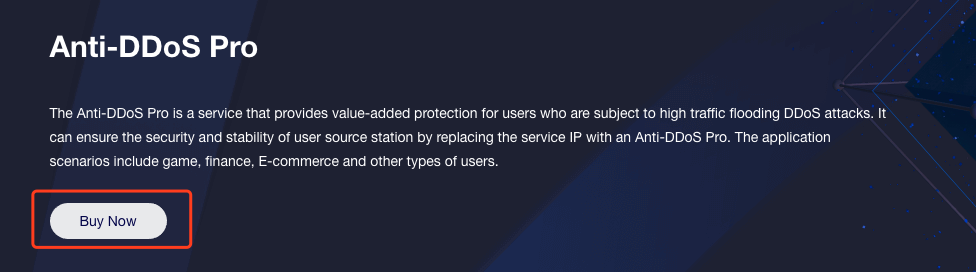 Anti-DDoS Pro
The Anti-DDoS Pro is a service that provides value-added protection for users who are subject to high traffic flooding DDoS attacks. It
can ensure the security and stability of user source station by replacing the service IP with an Anti-DDoS Pro. The application
scenarios include game, finance, E-commerce and other types of users.
Buy Now